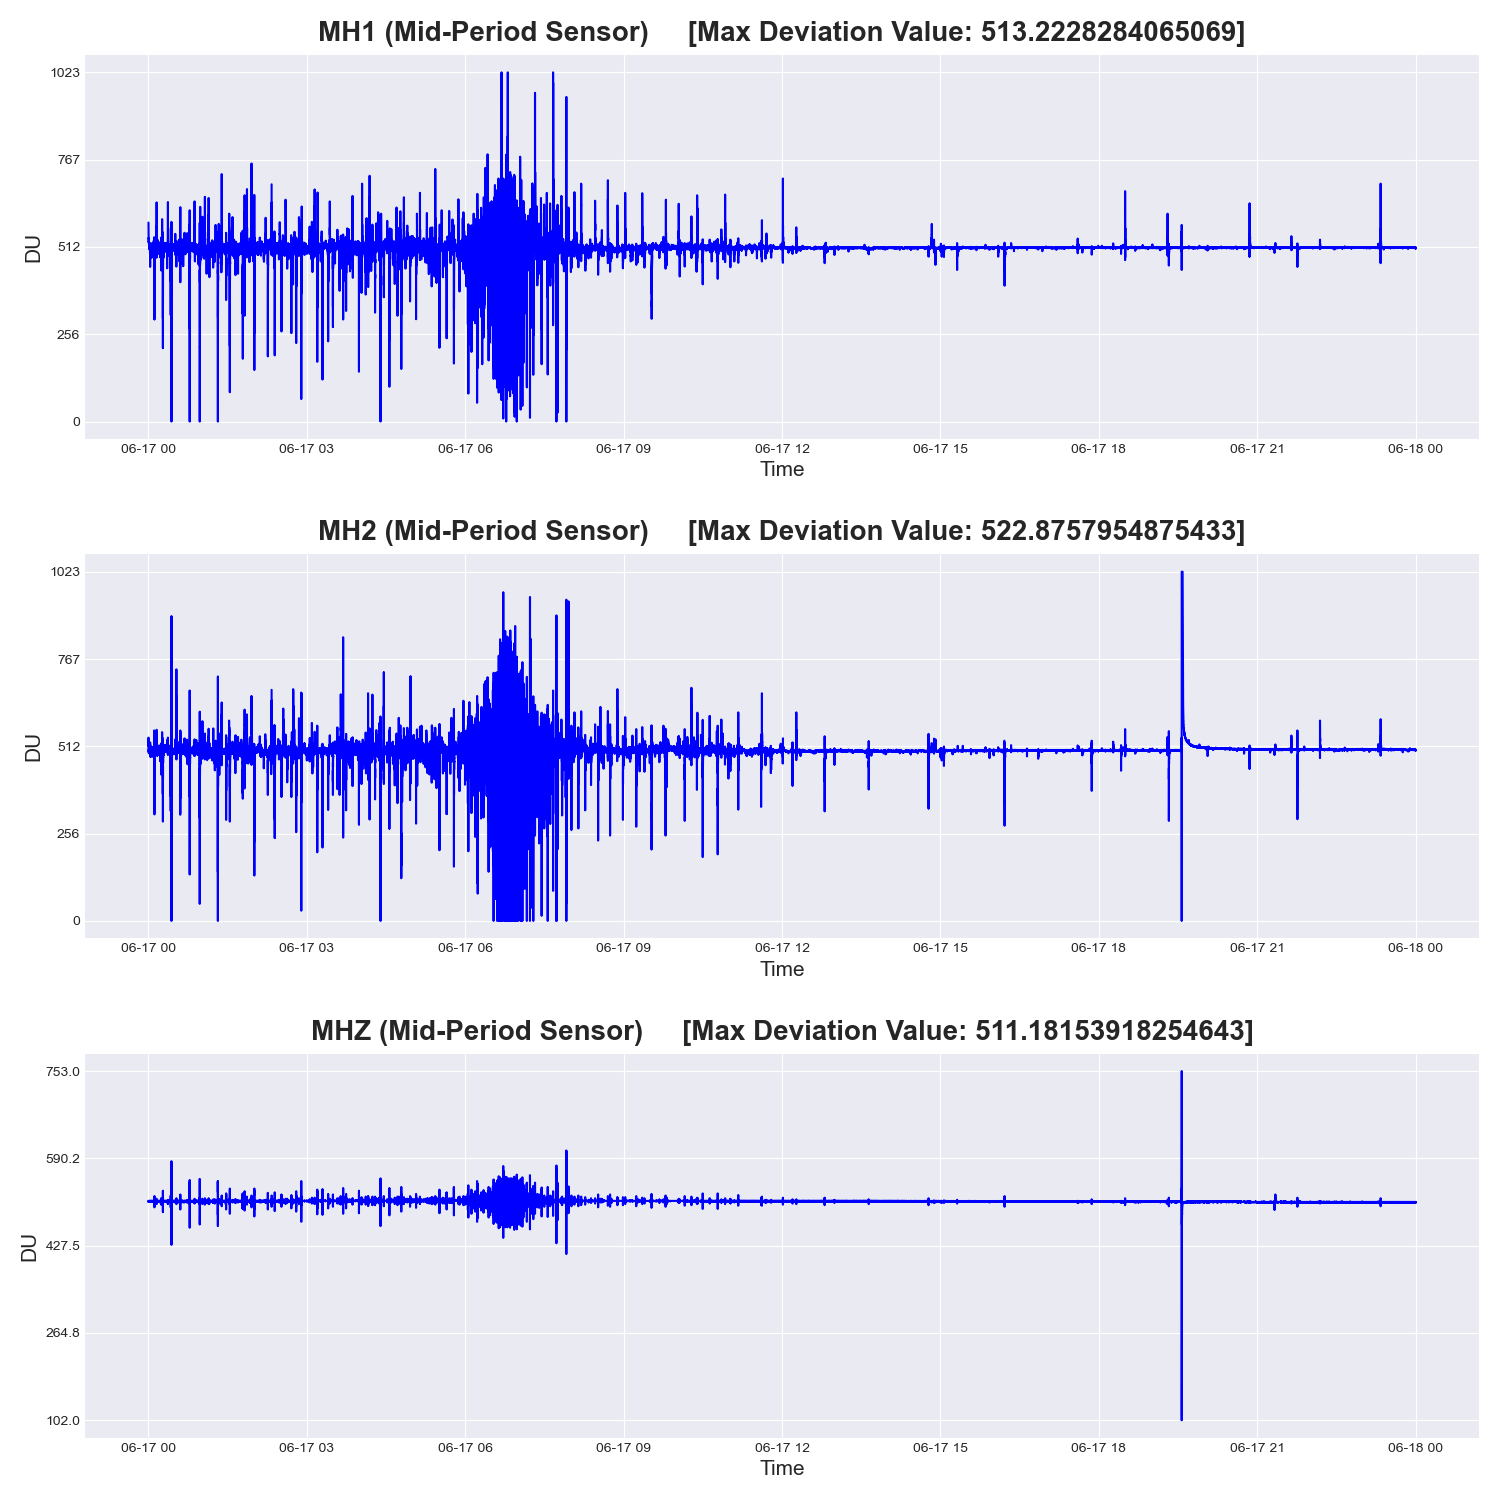 MH1 (Mid-Period Sensor) [Max Deviation Value: 513.2228284065069]
1023
767
512
256
0
DU
06-17 00 06-17 03 06-17 06 06-17 09 06-17 12 06-17 15 06-17 18 06-17 21 06-18 00
Time
MH2 (Mid-Period Sensor) [Max Deviation Value: 522.8757954875433]
1023
767
512
256
0
DU
06-17 00 06-17 03 06-17 06 06-17 09 06-17 12 06-17 15 06-17 18 06-17 21 06-18 00
Time
MHZ (Mid-Period Sensor) [Max Deviation Value: 511.18153918254643]
753.0
590.2
427.5
264.8
102.0
DU
06-17 00 06-17 03 06-17 06 06-17 09 06-17 12 06-17 15 06-17 18 06-17 21 06-18 00
Time